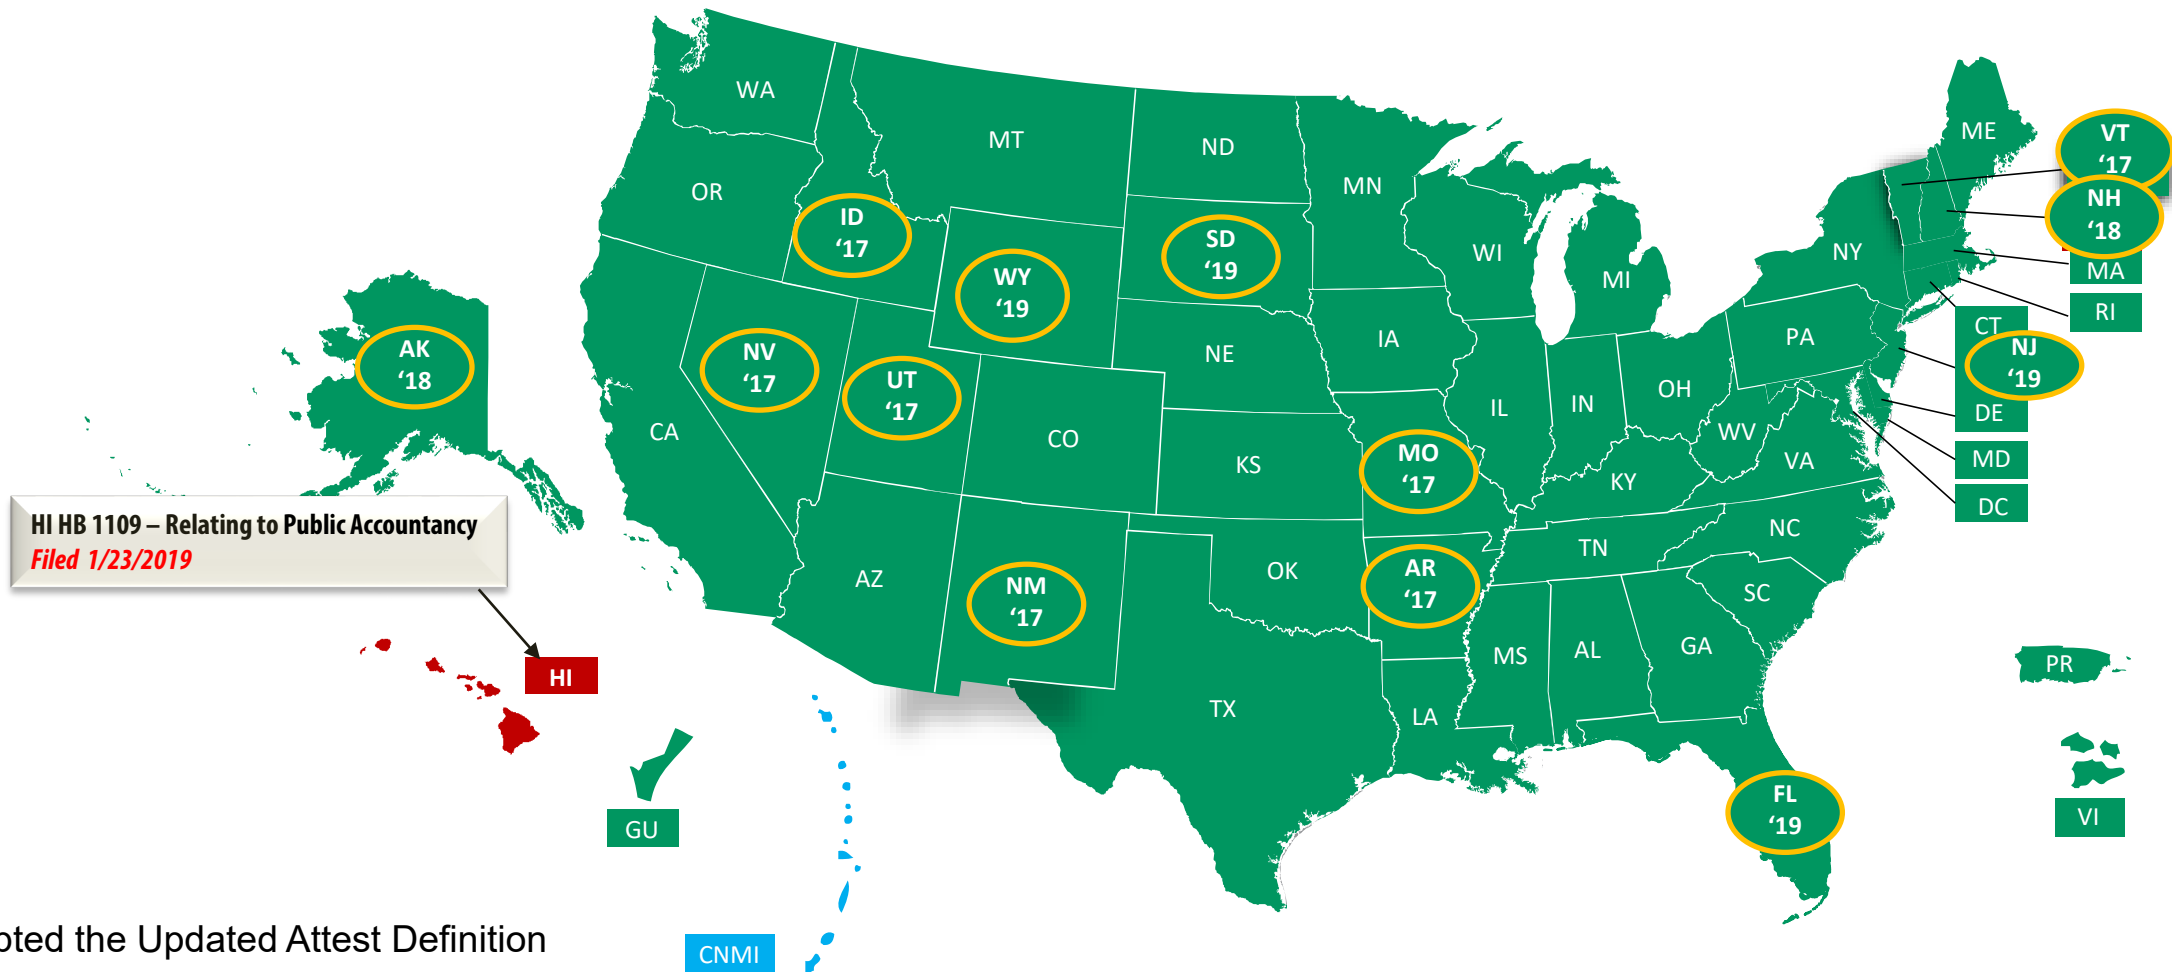 WA
MT
ND
MN
ME
VT
‘17
OR
ID
‘17
SD
‘19
WI
MI
NY
NH
‘18
MA
RI
WY
‘19
CT
NJ
‘19
PA
IA
NE
AK
‘18
NV
‘17
UT
‘17
OH
IN
IL
DE
CA
CO
KS
MO
‘17
WV
VA
MD
KY
DC
HI HB 1109 – Relating to Public Accountancy
Filed 1/23/2019
NC
TN
AZ
NM
‘17
OK
AR
‘17
SC
MS
AL
GA
PR
HI
TX
LA
GU
FL
‘19
VI
the Updated Attest Definition
CNMI